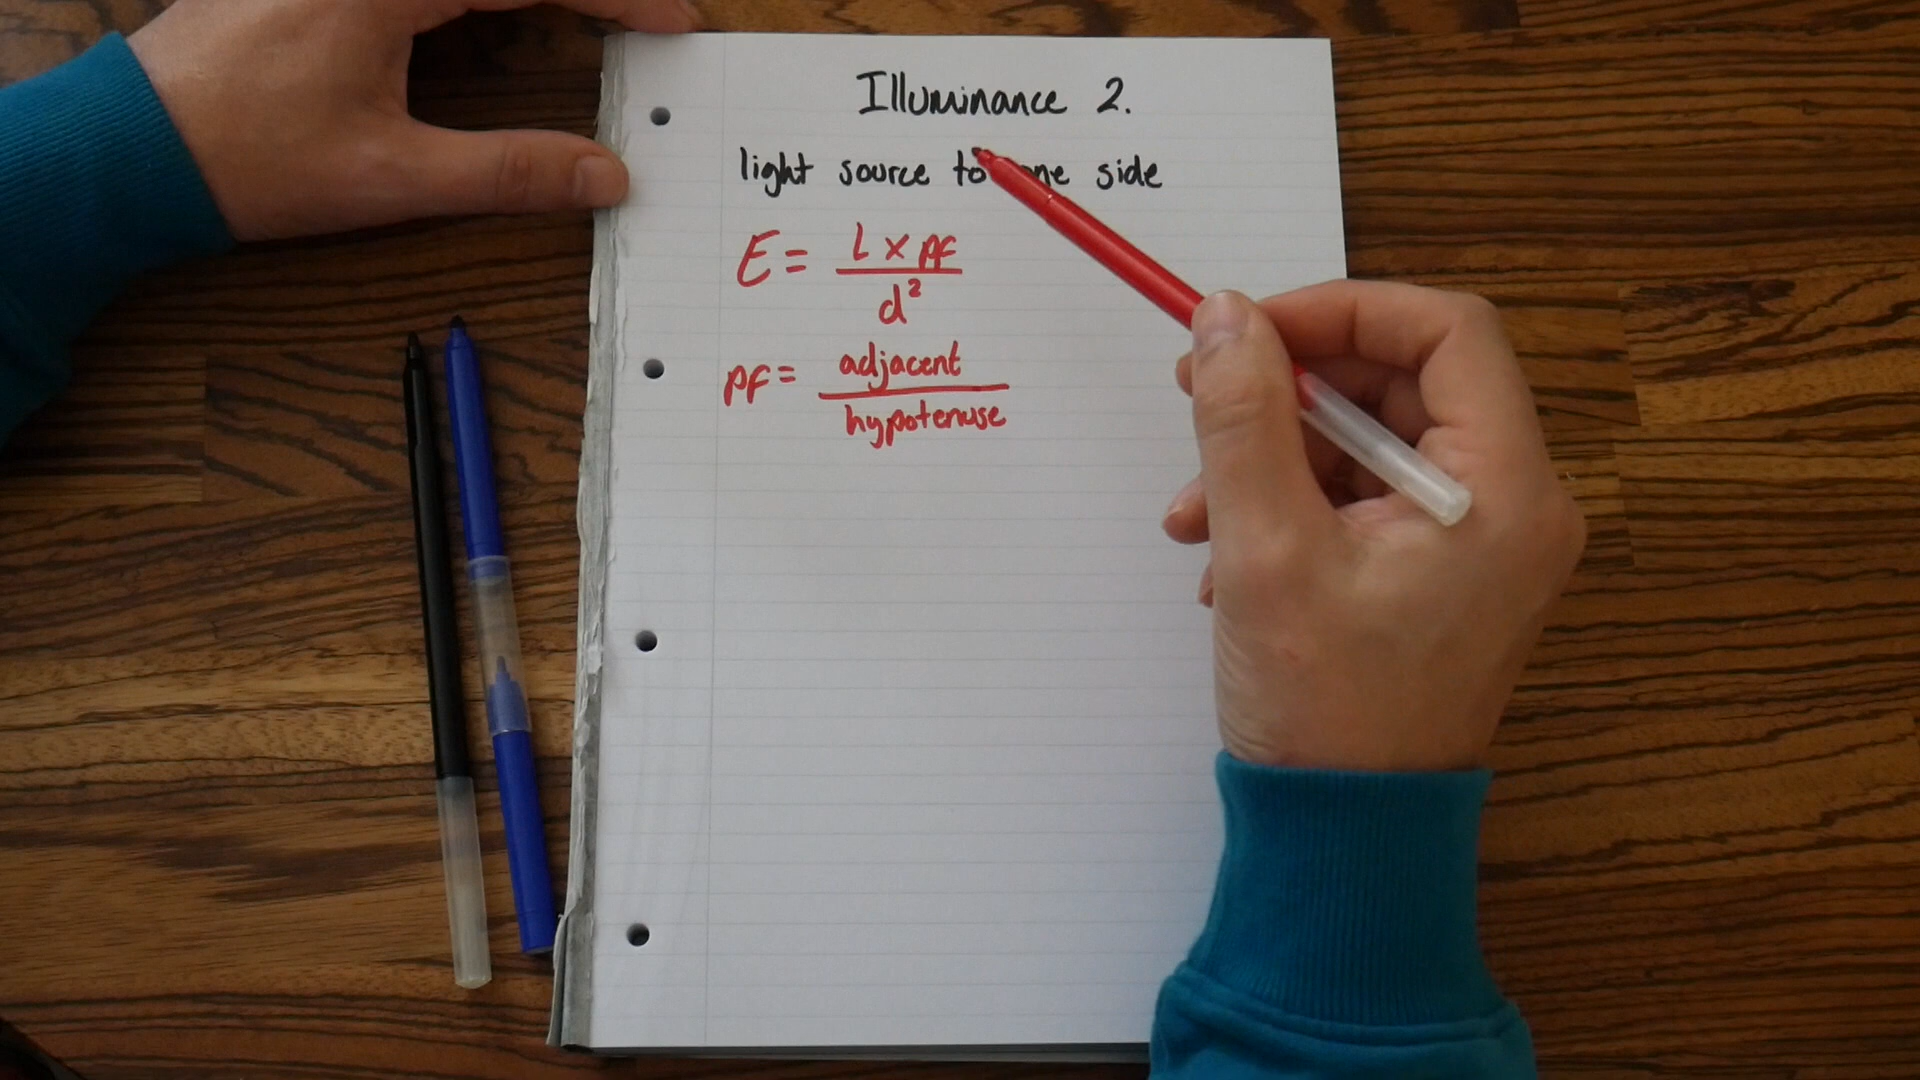 Illuminance 2.
light source to one side
E = L x pf / d²
pf = adjacent / hypotenuse